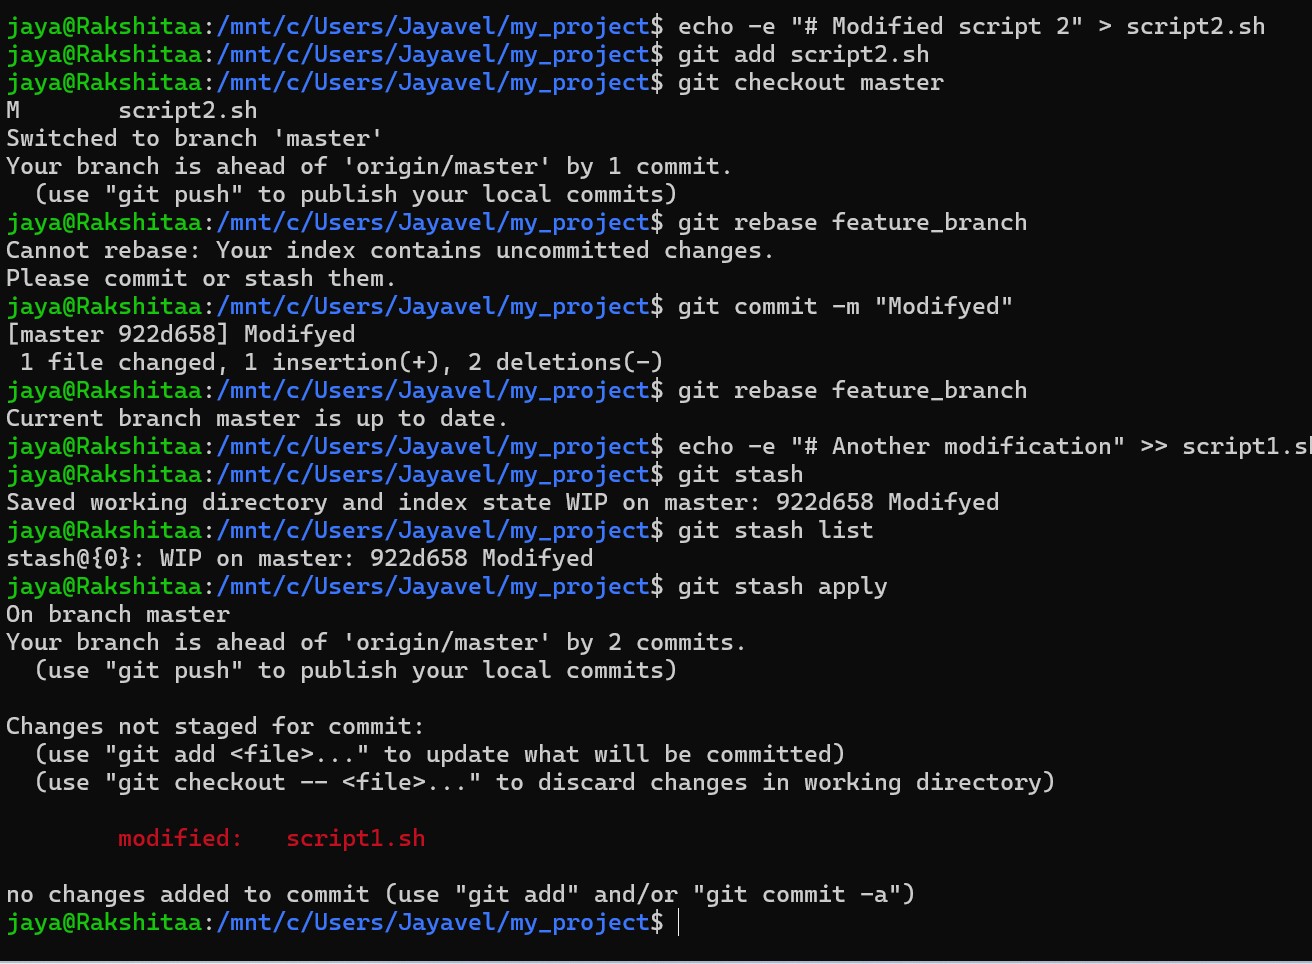 jaya@Rakshitaa:/mnt/c/Users/Jayavel/my_project$ echo -e "# Modified script 2" > script2.sh
jaya@Rakshitaa:/mnt/c/Users/Jayavel/my_project$ git add script2.sh
jaya@Rakshitaa:/mnt/c/Users/Jayavel/my_project$ git checkout master
M       script2.sh
Switched to branch 'master'
Your branch is ahead of 'origin/master' by 1 commit.
  (use "git push" to publish your local commits)
jaya@Rakshitaa:/mnt/c/Users/Jayavel/my_project$ git rebase feature_branch
Cannot rebase: Your index contains uncommitted changes.
Please commit or stash them.
jaya@Rakshitaa:/mnt/c/Users/Jayavel/my_project$ git commit -m "Modifyed"
[master 922d658] Modifyed
 1 file changed, 1 insertion(+), 2 deletions(-)
jaya@Rakshitaa:/mnt/c/Users/Jayavel/my_project$ git rebase feature_branch
Current branch master is up to date.
jaya@Rakshitaa:/mnt/c/Users/Jayavel/my_project$ echo -e "# Another modification" >> script1.sh
jaya@Rakshitaa:/mnt/c/Users/Jayavel/my_project$ git stash
Saved working directory and index state WIP on master: 922d658 Modifyed
jaya@Rakshitaa:/mnt/c/Users/Jayavel/my_project$ git stash list
stash@{0}: WIP on master: 922d658 Modifyed
jaya@Rakshitaa:/mnt/c/Users/Jayavel/my_project$ git stash apply
On branch master
Your branch is ahead of 'origin/master' by 2 commits.
  (use "git push" to publish your local commits)

Changes not staged for commit:
  (use "git add <file>..." to update what will be committed)
  (use "git checkout -- <file>..." to discard changes in working directory)

        modified:   script1.sh

no changes added to commit (use "git add" and/or "git commit -a")
jaya@Rakshitaa:/mnt/c/Users/Jayavel/my_project$